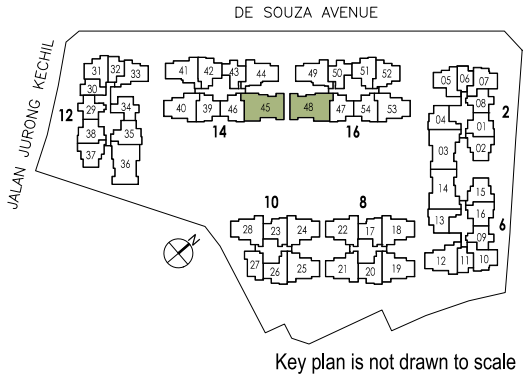 DE SOUZA AVENUE
JALAN JURONG KECHIL
31 32 33 41 42 43 44 49 50 51 52 05 06 07
30 08
29 34 40 39 46 45 48 47 54 53 04 01 2
12 38 35 14 16 03 02
37 36
14 15
10 8 13 16 6
28 23 24 22 17 18 09
27 26 25 21 20 19 12 11 10
N
Key plan is not drawn to scale